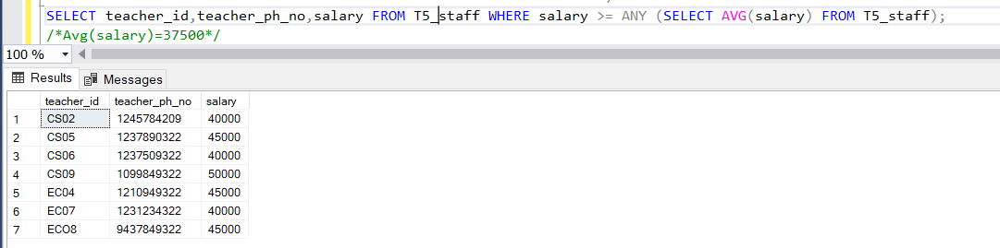 SELECT teacher_id,teacher_ph_no,salary FROM T5_staff WHERE salary >= ANY (SELECT AVG(salary) FROM T5_staff);
/*Avg(salary)=37500*/
100 %
Results Messages
teacher_id teacher_ph_no salary
1 CS02 1245784209 40000
2 CS05 1237890322 45000
3 CS06 1237509322 40000
4 CS09 1099849322 50000
5 EC04 1210949322 45000
6 EC07 1231234322 40000
7 ECO8 9437849322 45000